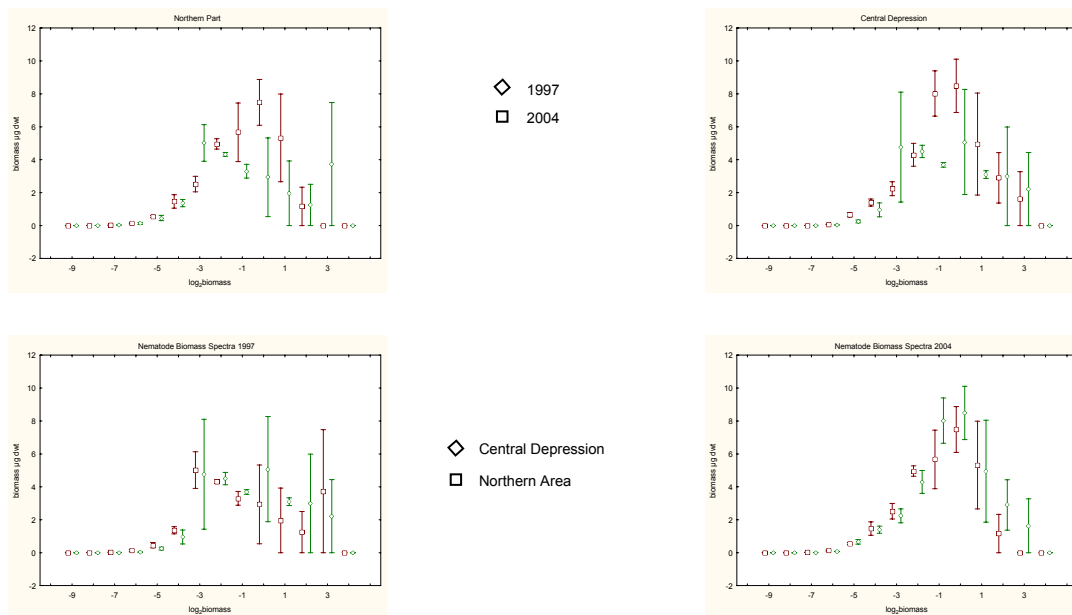 Northern Part
12
10
8
6
4
2
0
-2
biomass µg dwt
-9 -7 -5 -3 -1 1 3
log2biomass
1997
2004
Central Depression
12
10
8
6
4
2
0
-2
biomass µg dwt
-9 -7 -5 -3 -1 1 3
log2biomass
Nematode Biomass Spectra 1997
12
10
8
6
4
2
0
-2
biomass µg dwt
-9 -7 -5 -3 -1 1 3
log2biomass
Central Depression
Northern Area
Nematode Biomass Spectra 2004
12
10
8
6
4
2
0
-2
biomass µg dwt
-9 -7 -5 -3 -1 1 3
log2biomass